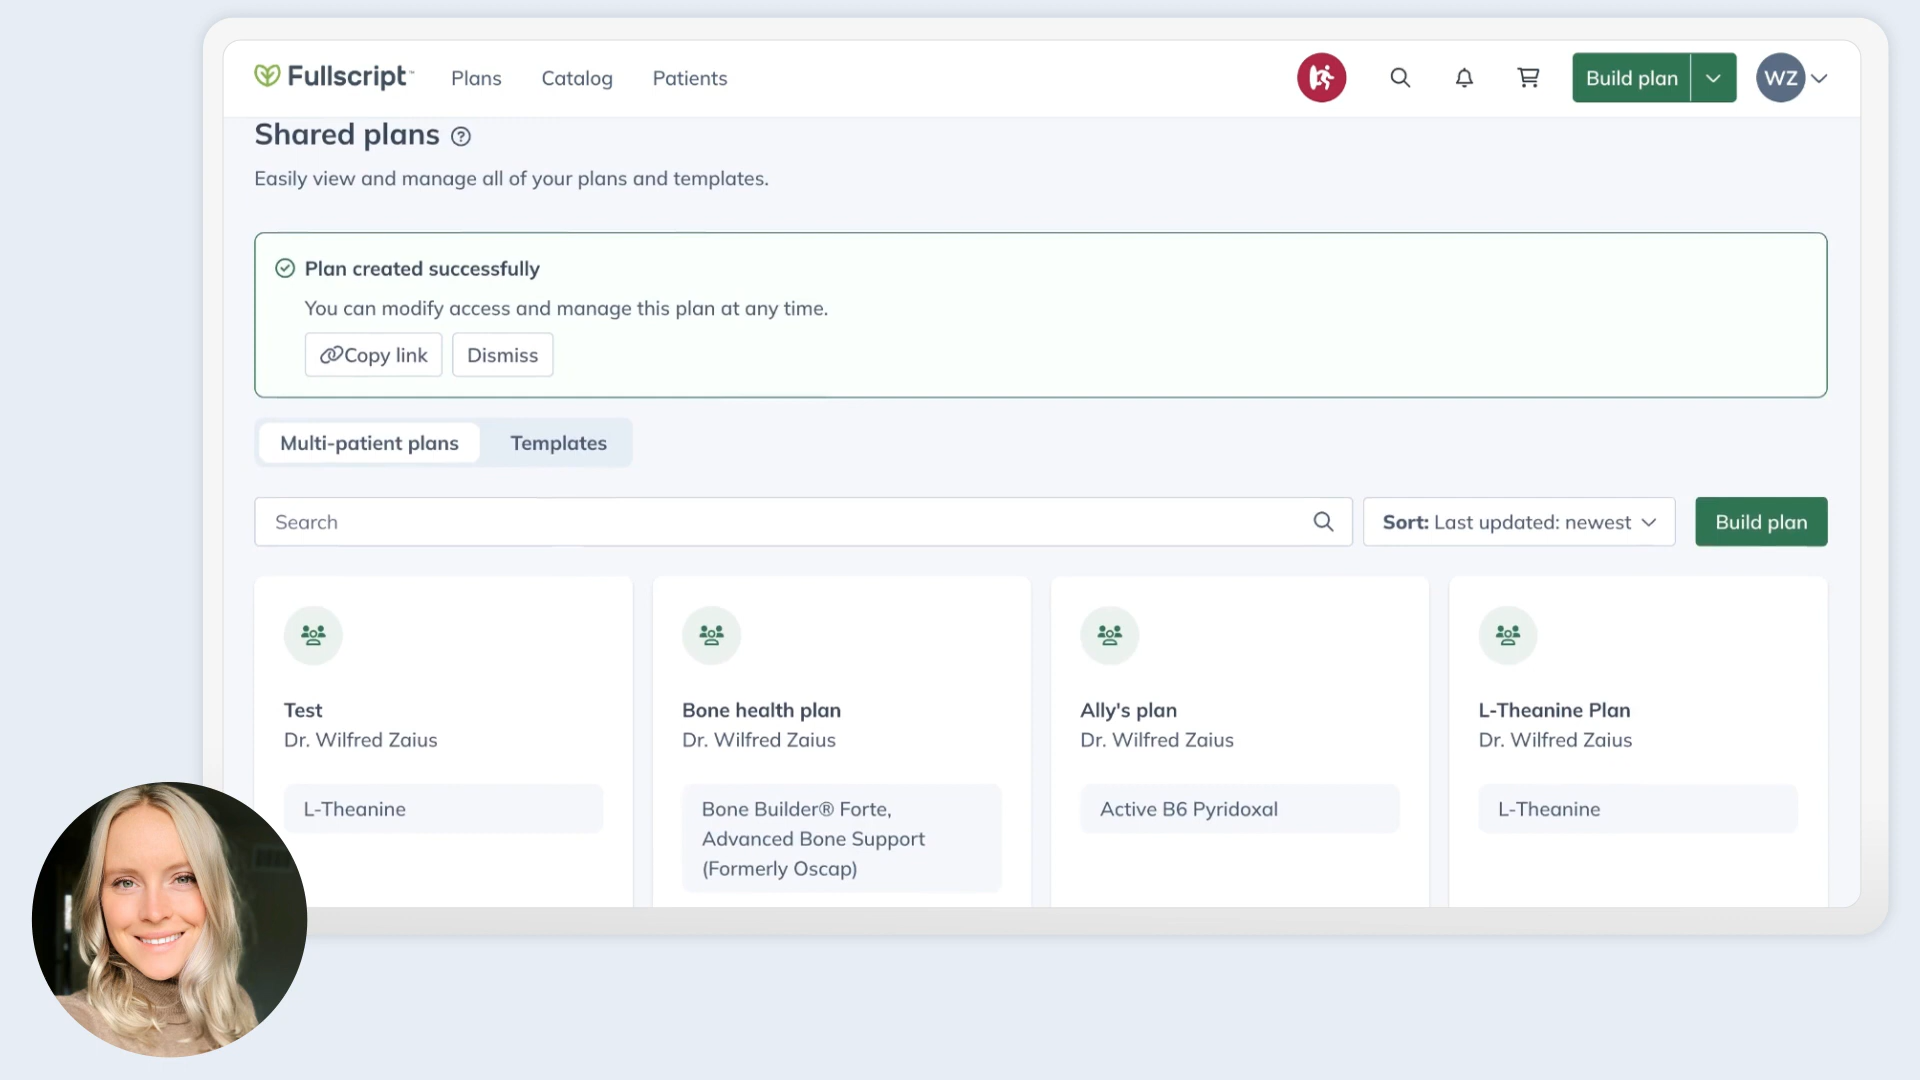 Fullscript™ Plans Catalog Patients Build plan WZ
Shared plans
Easily view and manage all of your plans and templates.
Plan created successfully
You can modify access and manage this plan at any time.
Copy link Dismiss
Multi-patient plans Templates
Search Sort: Last updated: newest Build plan
Test
Dr. Wilfred Zaius
L-Theanine
Bone health plan
Dr. Wilfred Zaius
Bone Builder® Forte,
Advanced Bone Support
(Formerly Oscap)
Ally's plan
Dr. Wilfred Zaius
Active B6 Pyridoxal
L-Theanine Plan
Dr. Wilfred Zaius
L-Theanine